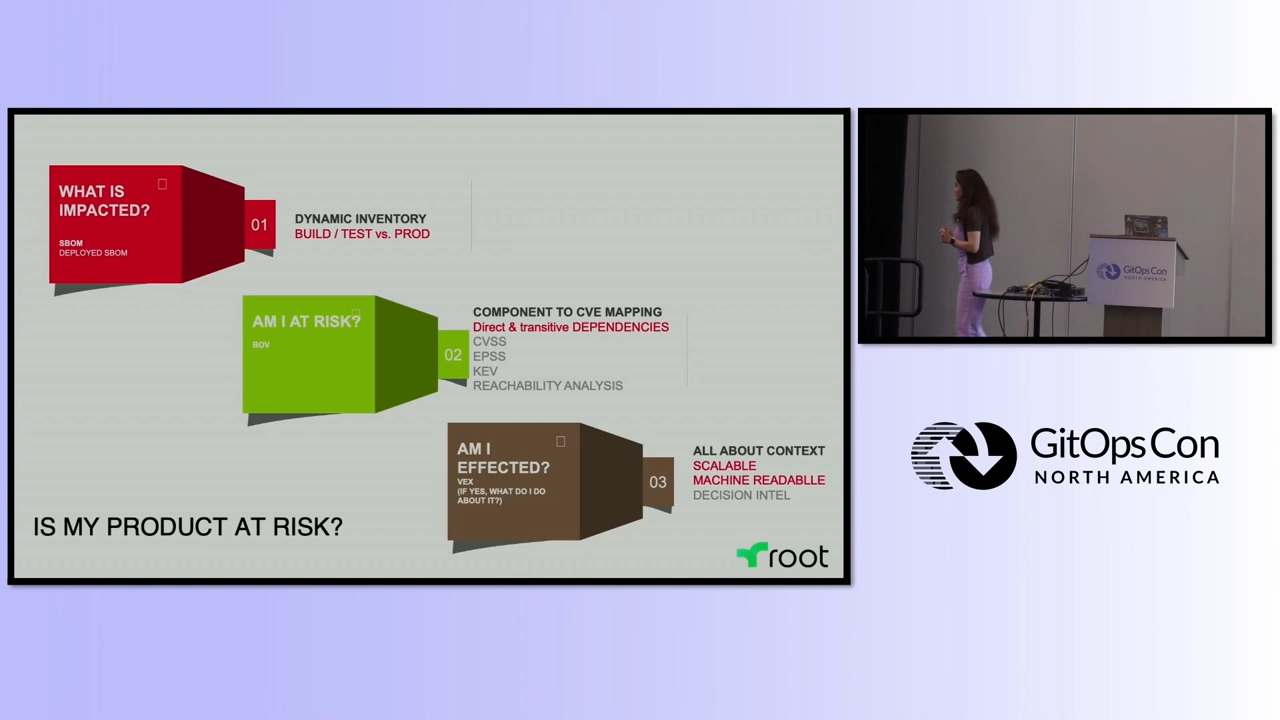 WHAT IS
IMPACTED?
SBOM
DEPLOYED SBOM
01
DYNAMIC INVENTORY
BUILD / TEST vs. PROD
AM I AT RISK?
BOV
02
COMPONENT TO CVE MAPPING
Direct & transitive DEPENDENCIES
CVSS
EPSS
KEV
REACHABILITY ANALYSIS
AM I
EFFECTED?
VEX
(IF YES, WHAT DO I DO
ABOUT IT?)
03
ALL ABOUT CONTEXT
SCALABLE
MACHINE READABLLE
DECISION INTEL
IS MY PRODUCT AT RISK?
root
GitOpsCon
NORTH AMERICA
GitOpsCon
NORTH AMERICA